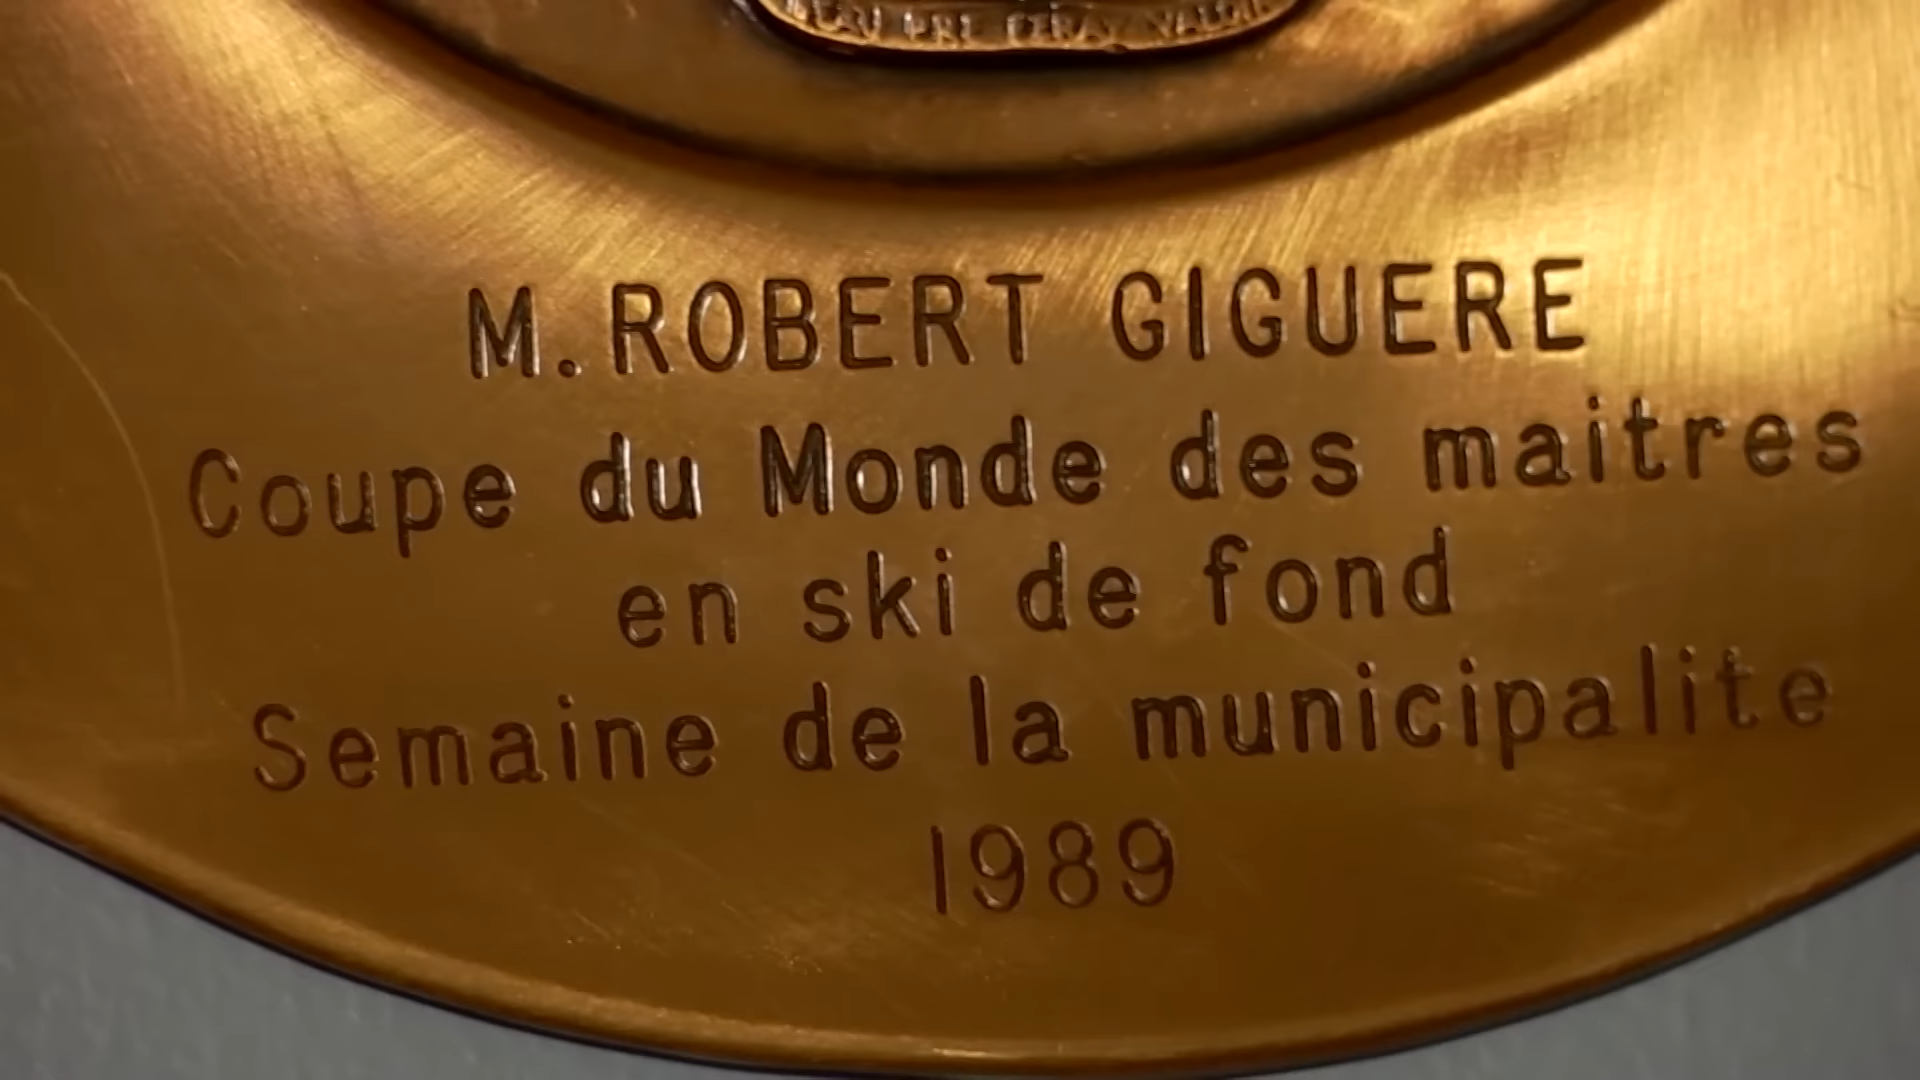 M. ROBERT GIGUERE
Coupe du Monde des maitres
en ski de fond
Semaine de la municipalite
1989